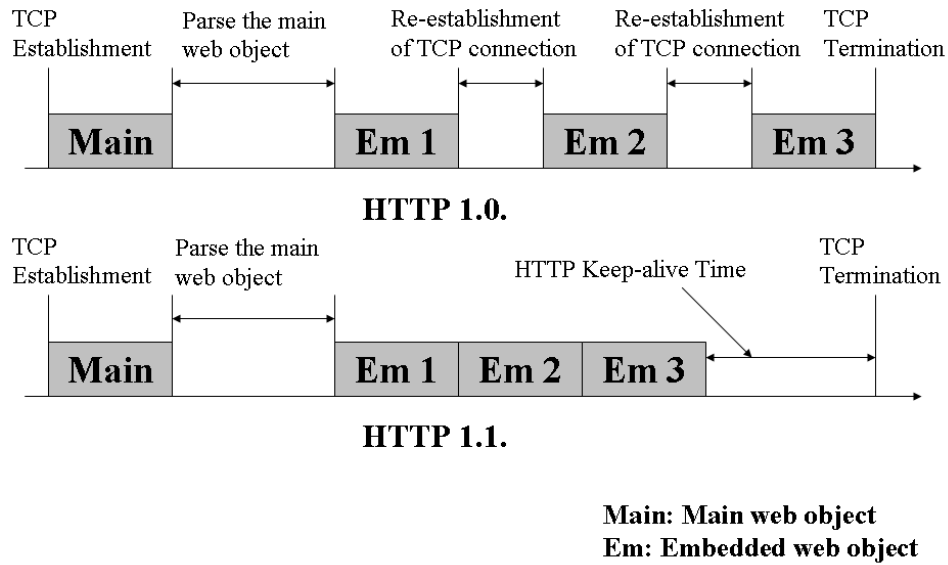 TCP
Establishment
Parse the main
web object
Re-establishment
of TCP connection
Re-establishment
of TCP connection
TCP
Termination
Main
Em 1
Em 2
Em 3
HTTP 1.0.
TCP
Establishment
Parse the main
web object
HTTP Keep-alive Time
TCP
Termination
Main
Em 1
Em 2
Em 3
HTTP 1.1.
Main: Main web object
Em: Embedded web object